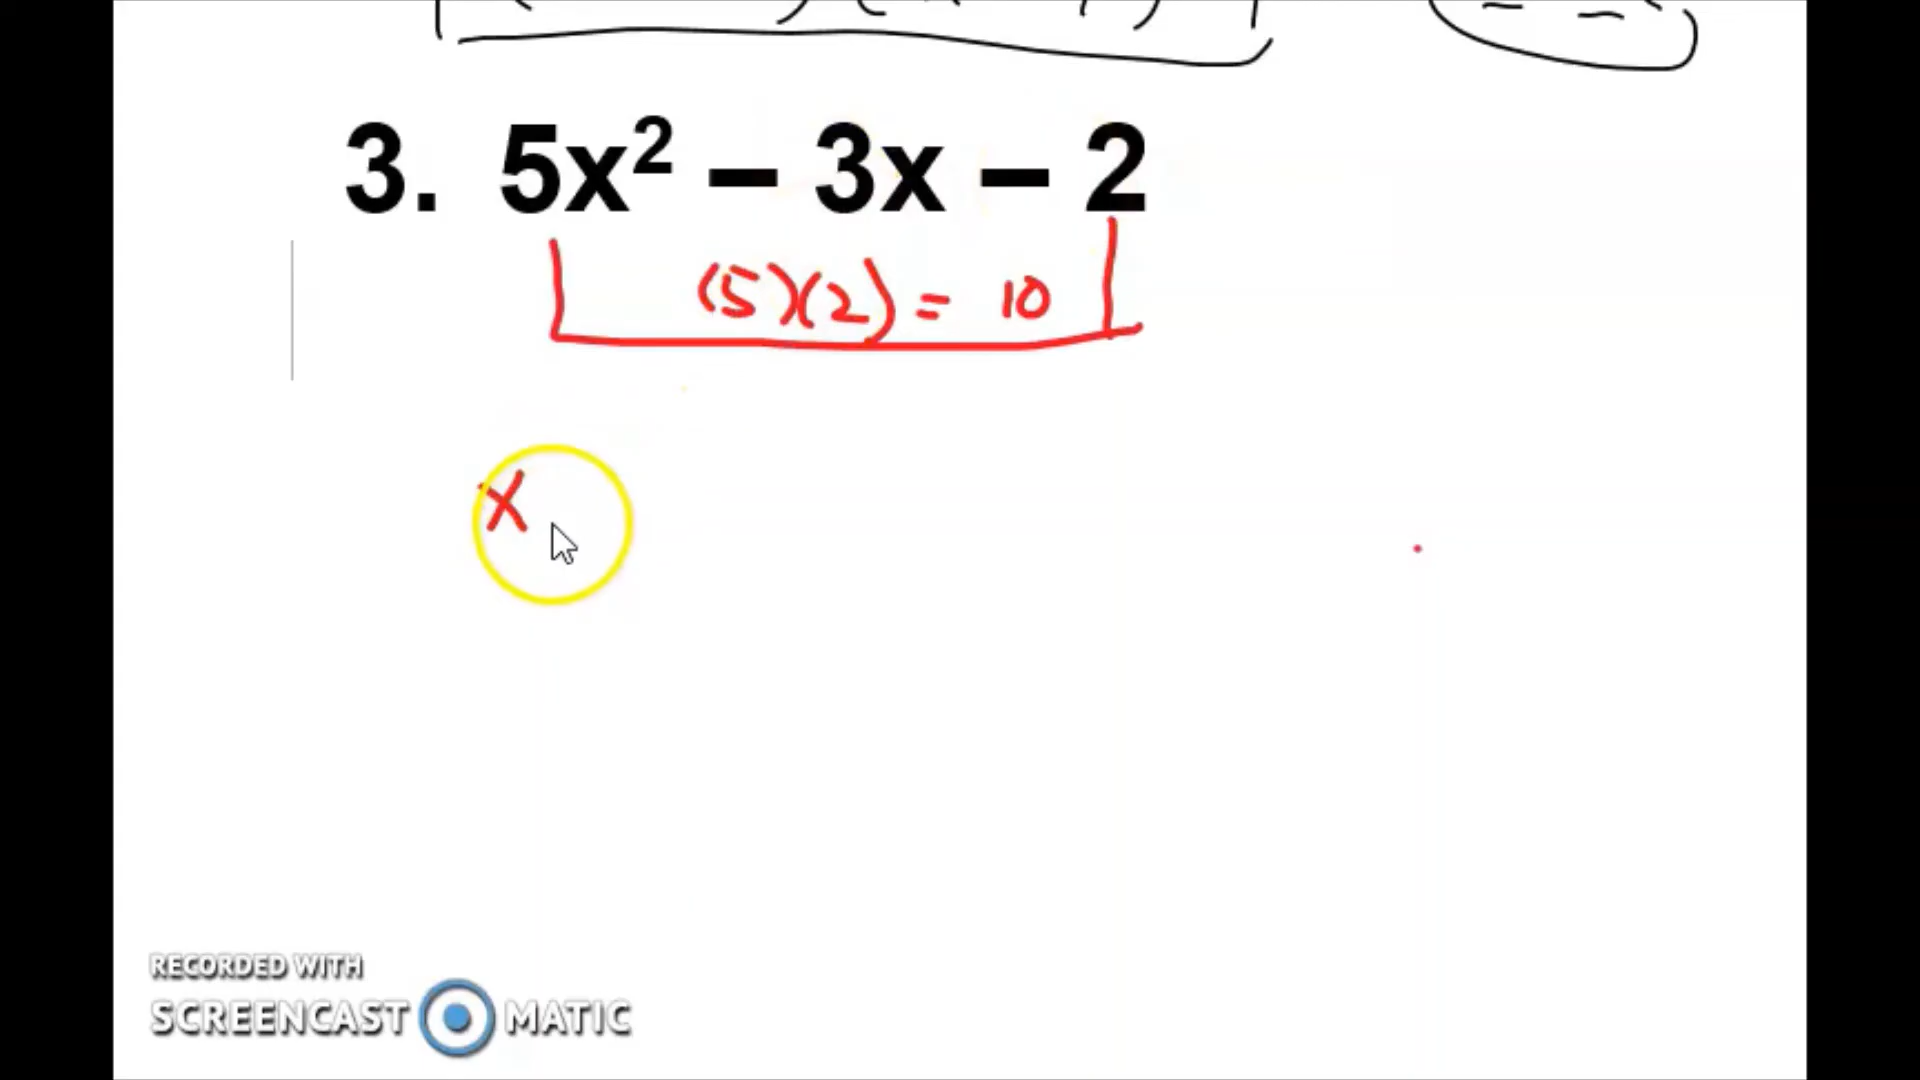 3. 5x² – 3x – 2
(5)(2) = 10
x
RECORDED WITH
SCREENCAST MATIC